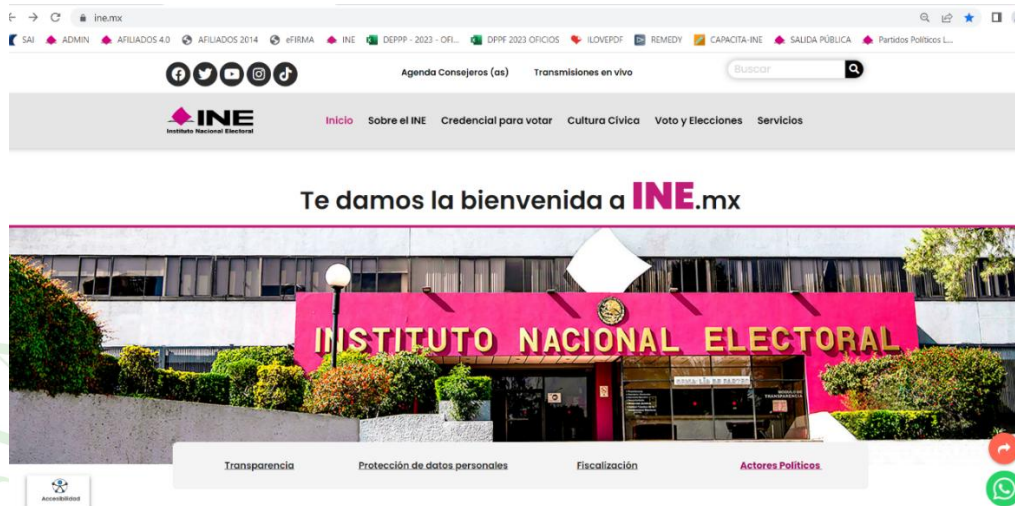 ine.mx
SAI ADMIN AFILIADOS 4.0 AFILIADOS 2014 eFIRMA INE DEPPP - 2023 - OFI... DPPF 2023 OFICIOS ILOVEPDF REMEDY CAPACITA-INE SALIDA PÚBLICA Partidos Políticos L...
Agenda Consejeros (as) Transmisiones en vivo Buscar
INE
Instituto Nacional Electoral
Inicio Sobre el INE Credencial para votar Cultura Cívica Voto y Elecciones Servicios
Te damos la bienvenida a INE.mx
INSTITUTO NACIONAL ELECTORAL
Transparencia Protección de datos personales Fiscalización Actores Políticos
Accesibilidad